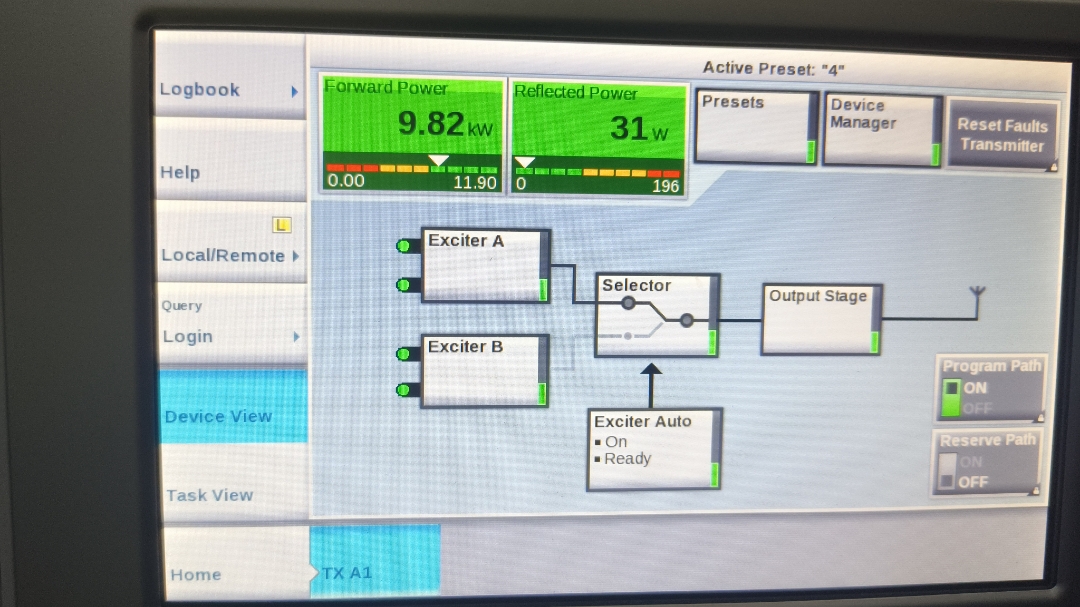 Active Preset: "4"
Logbook
Help
L
Local/Remote
Query
Login
Device View
Task View
Home
TX A1
Forward Power
9.82 kW
0.00 11.90
Reflected Power
31 W
0 196
Presets
Device
Manager
Reset Faults
Transmitter
Exciter A
Exciter B
Selector
Output Stage
Exciter Auto
On
Ready
Program Path
ON
OFF
Reserve Path
ON
OFF